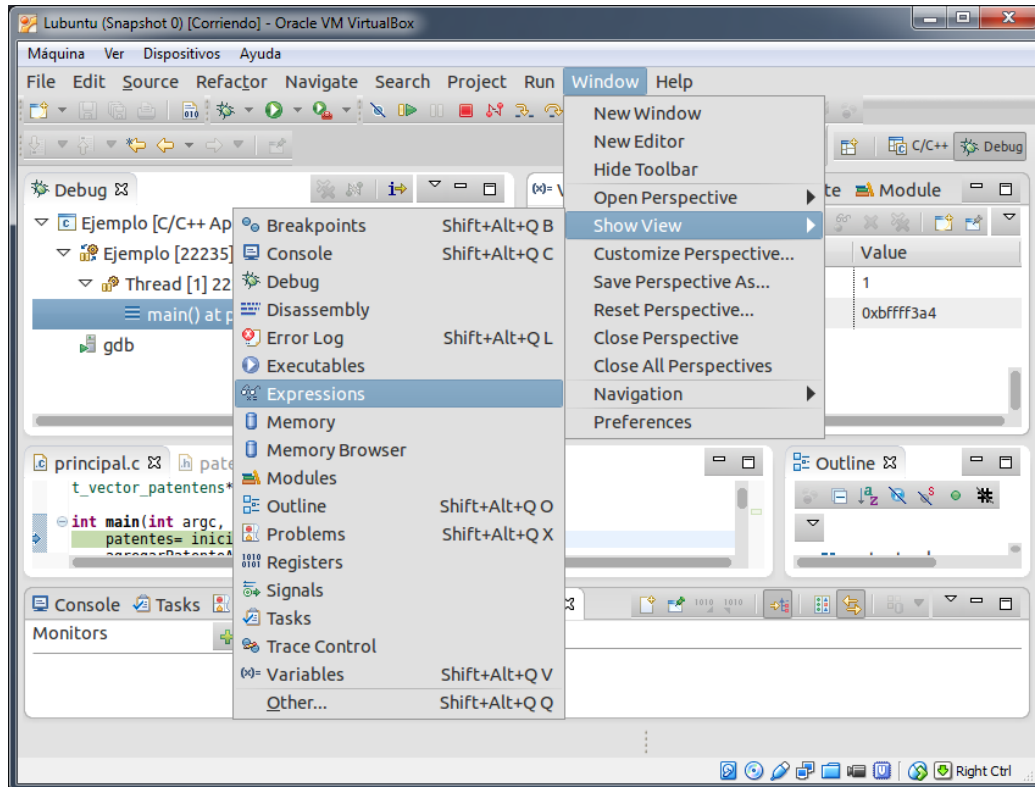 Lubuntu (Snapshot 0) [Corriendo] - Oracle VM VirtualBox
Máquina Ver Dispositivos Ayuda
File Edit Source Refactor Navigate Search Project Run Window Help
C/C++ Debug
New Window
New Editor
Hide Toolbar
Open Perspective
Show View
Customize Perspective...
Save Perspective As...
Reset Perspective...
Close Perspective
Close All Perspectives
Navigation
Preferences
Debug
Module
Ejemplo [C/C++ Ap
Ejemplo [22235]
Thread [1] 22
main() at p
gdb
Value
1
0xbffff3a4
Breakpoints Shift+Alt+Q B
Console Shift+Alt+Q C
Debug
Disassembly
Error Log Shift+Alt+Q L
Executables
Expressions
Memory
Memory Browser
Modules
Outline Shift+Alt+Q O
Problems Shift+Alt+Q X
Registers
Signals
Tasks
Trace Control
Variables Shift+Alt+Q V
Other... Shift+Alt+Q Q
principal.c pate
t_vector_patentens*
int main(int argc,
patentes= inici
Outline
Console Tasks
Monitors
Right Ctrl